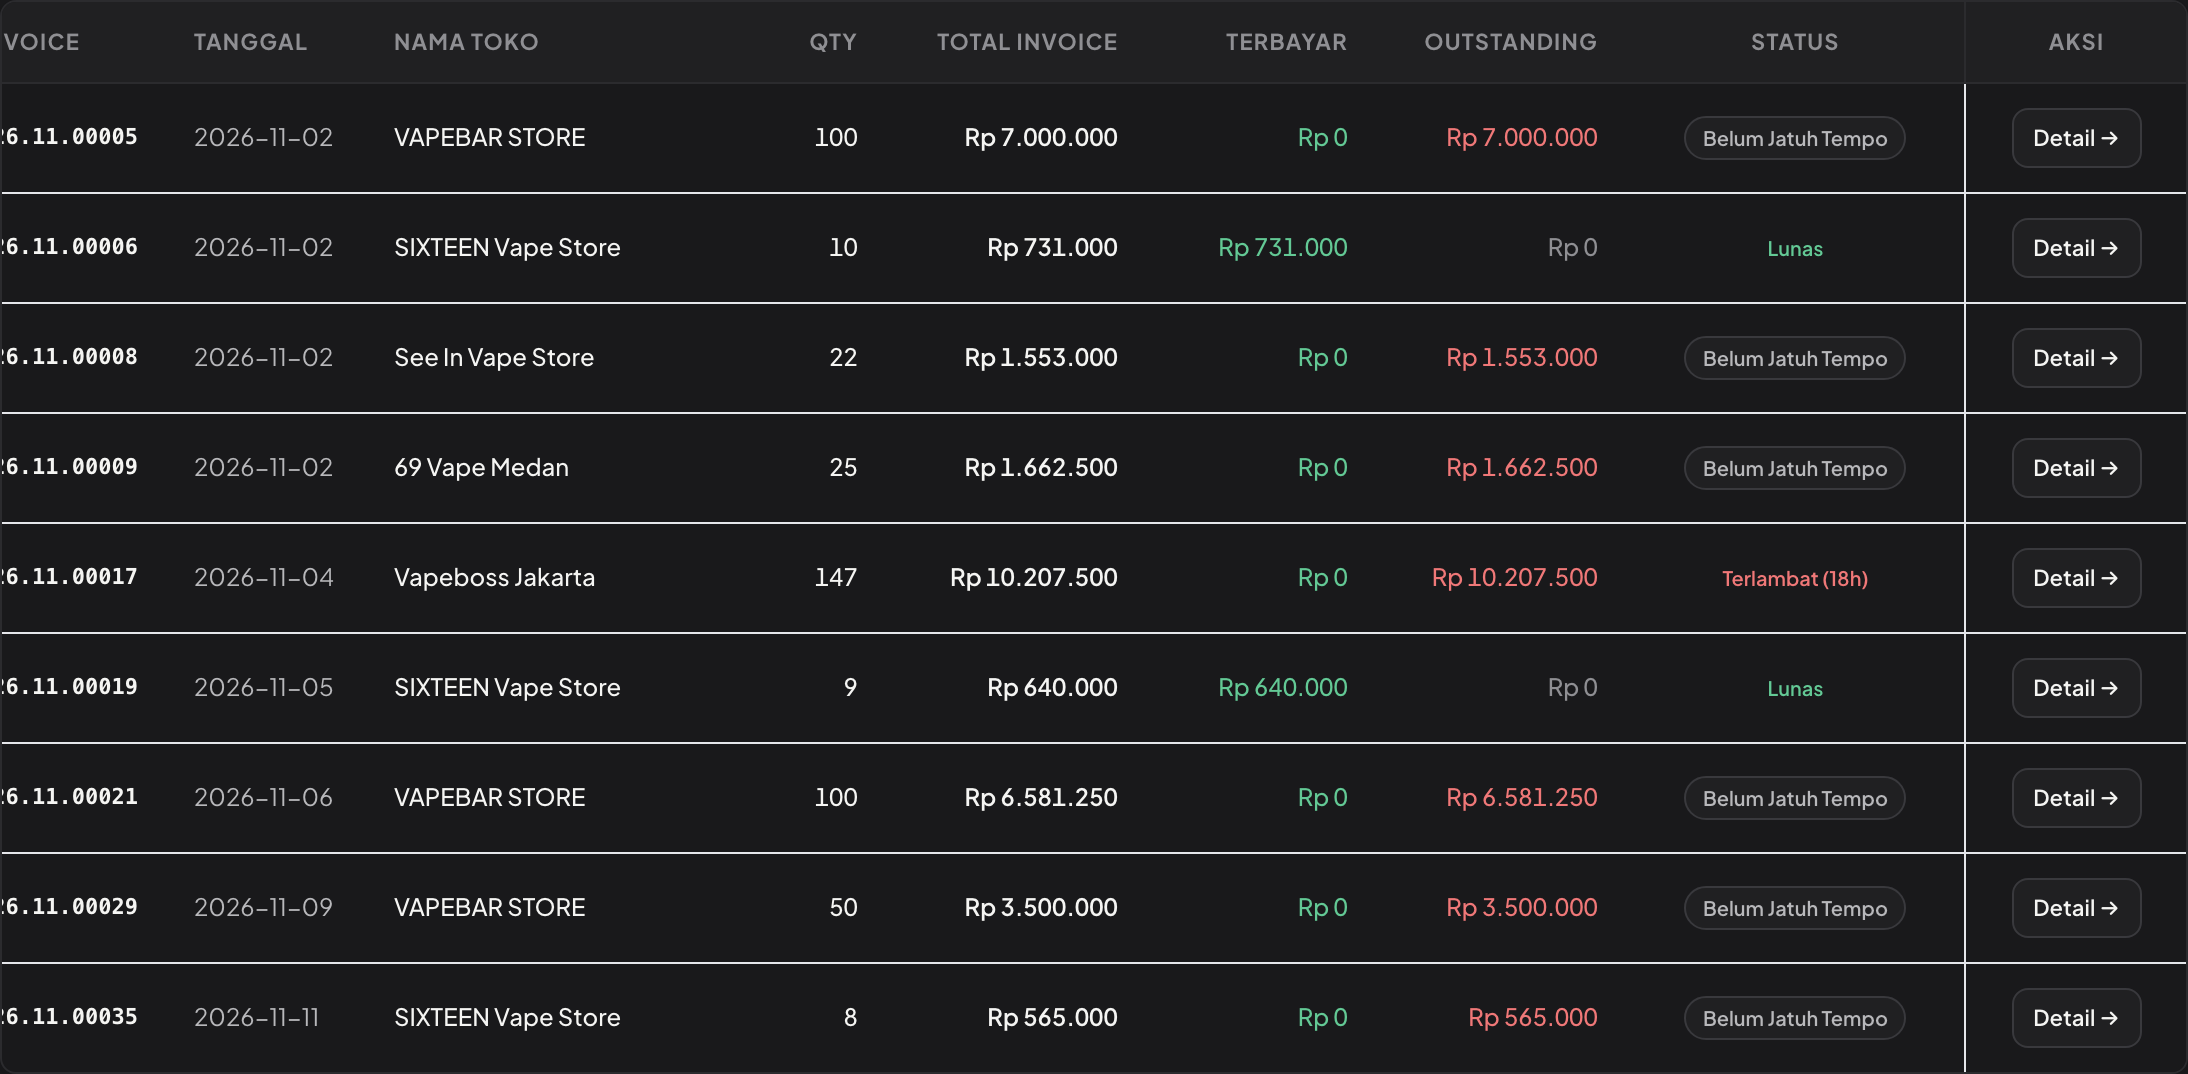 VOICE TANGGAL NAMA TOKO QTY TOTAL INVOICE TERBAYAR OUTSTANDING STATUS AKSI
26.11.00005 2026-11-02 VAPEBAR STORE 100 Rp 7.000.000 Rp 0 Rp 7.000.000 Belum Jatuh Tempo Detail →
26.11.00006 2026-11-02 SIXTEEN Vape Store 10 Rp 731.000 Rp 731.000 Rp 0 Lunas Detail →
26.11.00008 2026-11-02 See In Vape Store 22 Rp 1.553.000 Rp 0 Rp 1.553.000 Belum Jatuh Tempo Detail →
26.11.00009 2026-11-02 69 Vape Medan 25 Rp 1.662.500 Rp 0 Rp 1.662.500 Belum Jatuh Tempo Detail →
26.11.00017 2026-11-04 Vapeboss Jakarta 147 Rp 10.207.500 Rp 0 Rp 10.207.500 Terlambat (18h) Detail →
26.11.00019 2026-11-05 SIXTEEN Vape Store 9 Rp 640.000 Rp 640.000 Rp 0 Lunas Detail →
26.11.00021 2026-11-06 VAPEBAR STORE 100 Rp 6.581.250 Rp 0 Rp 6.581.250 Belum Jatuh Tempo Detail →
26.11.00029 2026-11-09 VAPEBAR STORE 50 Rp 3.500.000 Rp 0 Rp 3.500.000 Belum Jatuh Tempo Detail →
26.11.00035 2026-11-11 SIXTEEN Vape Store 8 Rp 565.000 Rp 0 Rp 565.000 Belum Jatuh Tempo Detail →